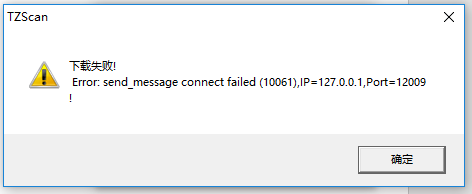 TZScan
下载失败!
Error: send_message connect failed (10061),IP=127.0.0.1,Port=12009
!
确定